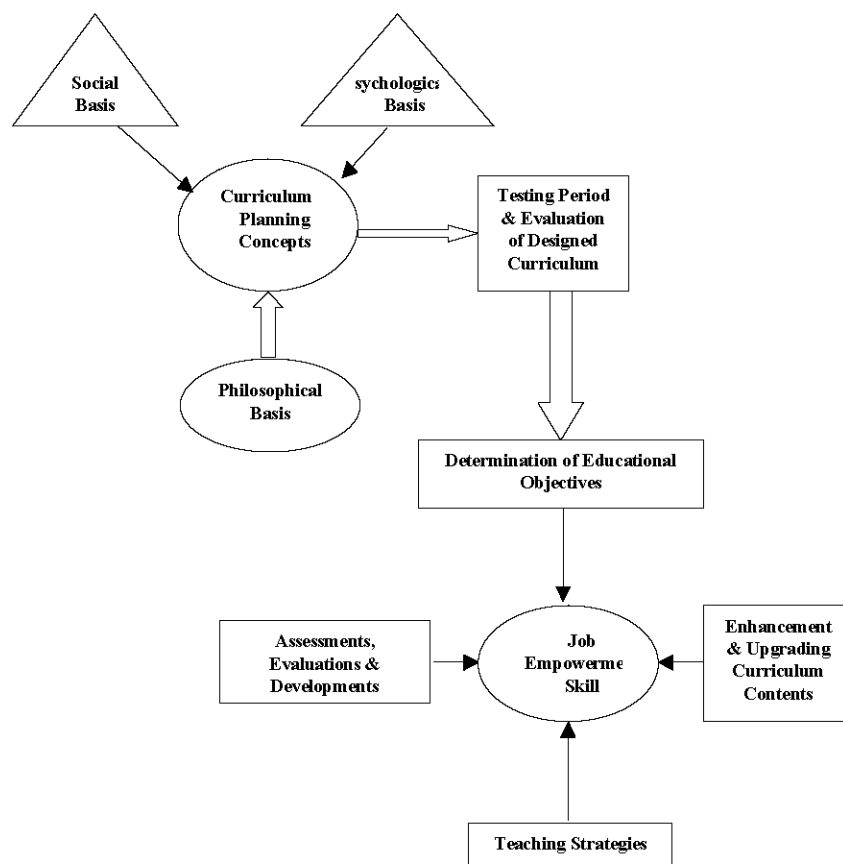 Social
Basis
sychologica
Basis
Curriculum
Planning
Concepts
Testing Period
& Evaluation
of Designed
Curriculum
Philosophical
Basis
Determination of Educational
Objectives
Assessments,
Evaluations &
Developments
Job
Empowerme
Skill
Enhancement
& Upgrading
Curriculum
Contents
Teaching Strategies